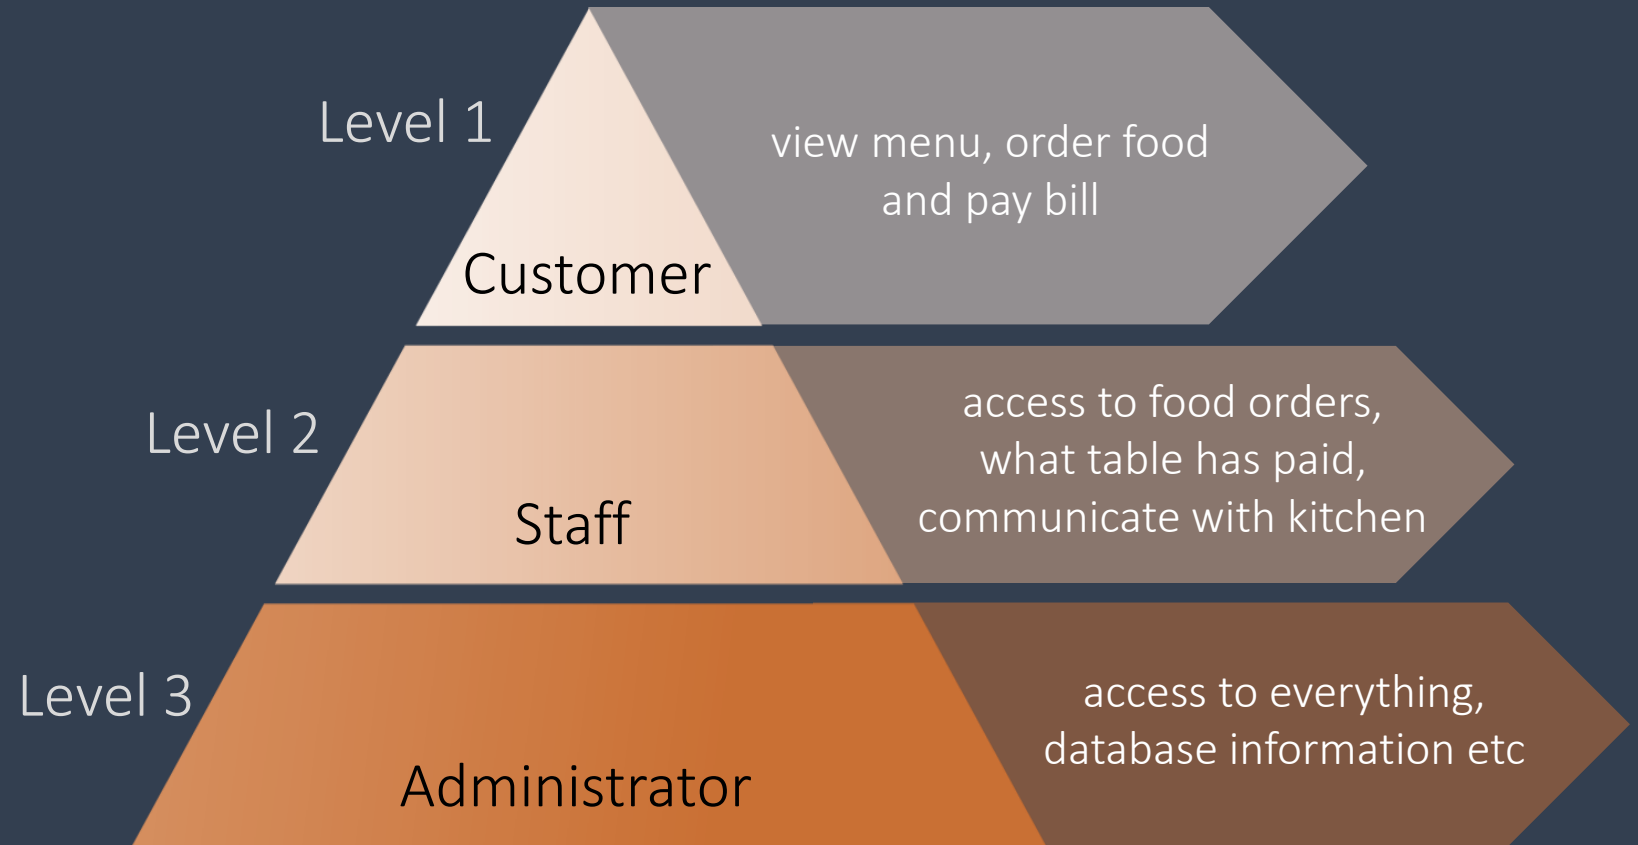 Level 1
view menu, order food
and pay bill
Customer
Level 2
access to food orders,
what table has paid,
communicate with kitchen
Staff
Level 3
access to everything,
database information etc
Administrator